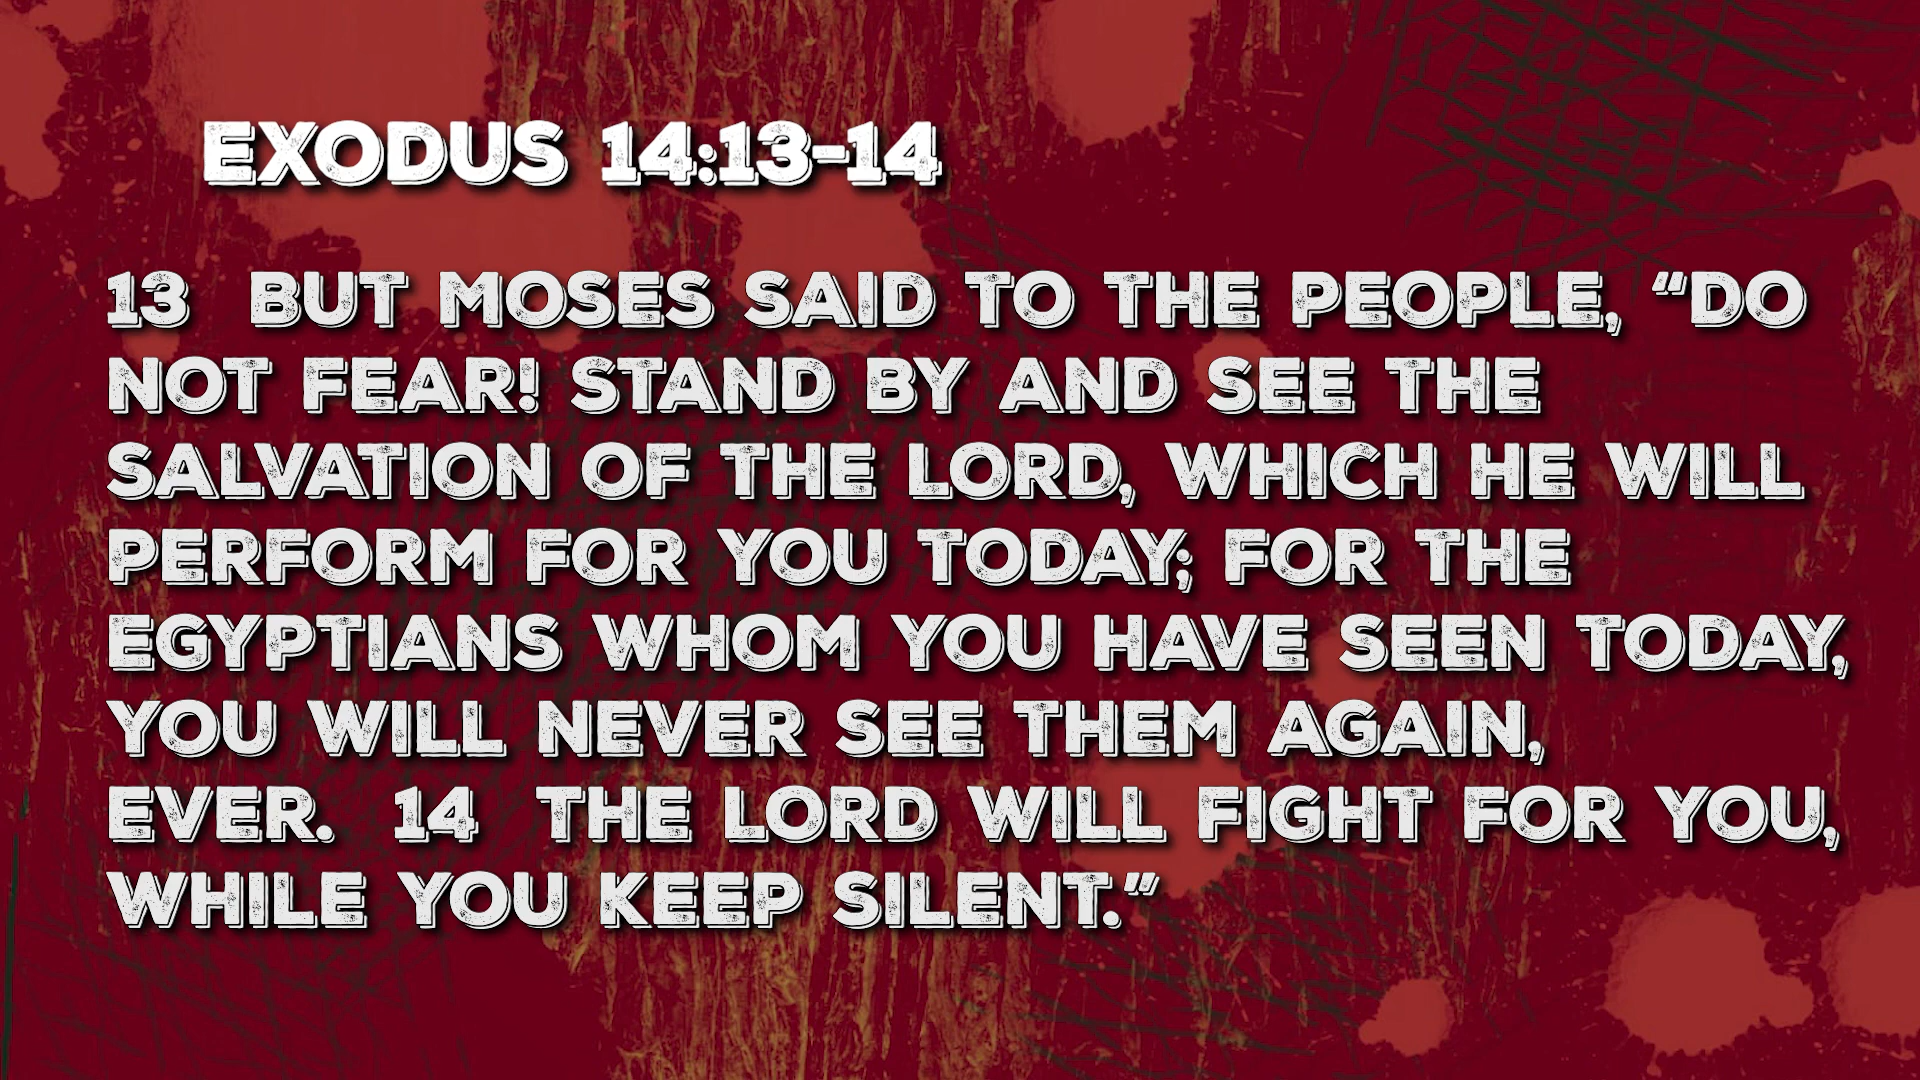 EXODUS 14:13-14
13 BUT MOSES SAID TO THE PEOPLE, “DO
NOT FEAR! STAND BY AND SEE THE
SALVATION OF THE LORD, WHICH HE WILL
PERFORM FOR YOU TODAY; FOR THE
EGYPTIANS WHOM YOU HAVE SEEN TODAY,
YOU WILL NEVER SEE THEM AGAIN,
EVER. 14 THE LORD WILL FIGHT FOR YOU,
WHILE YOU KEEP SILENT.”